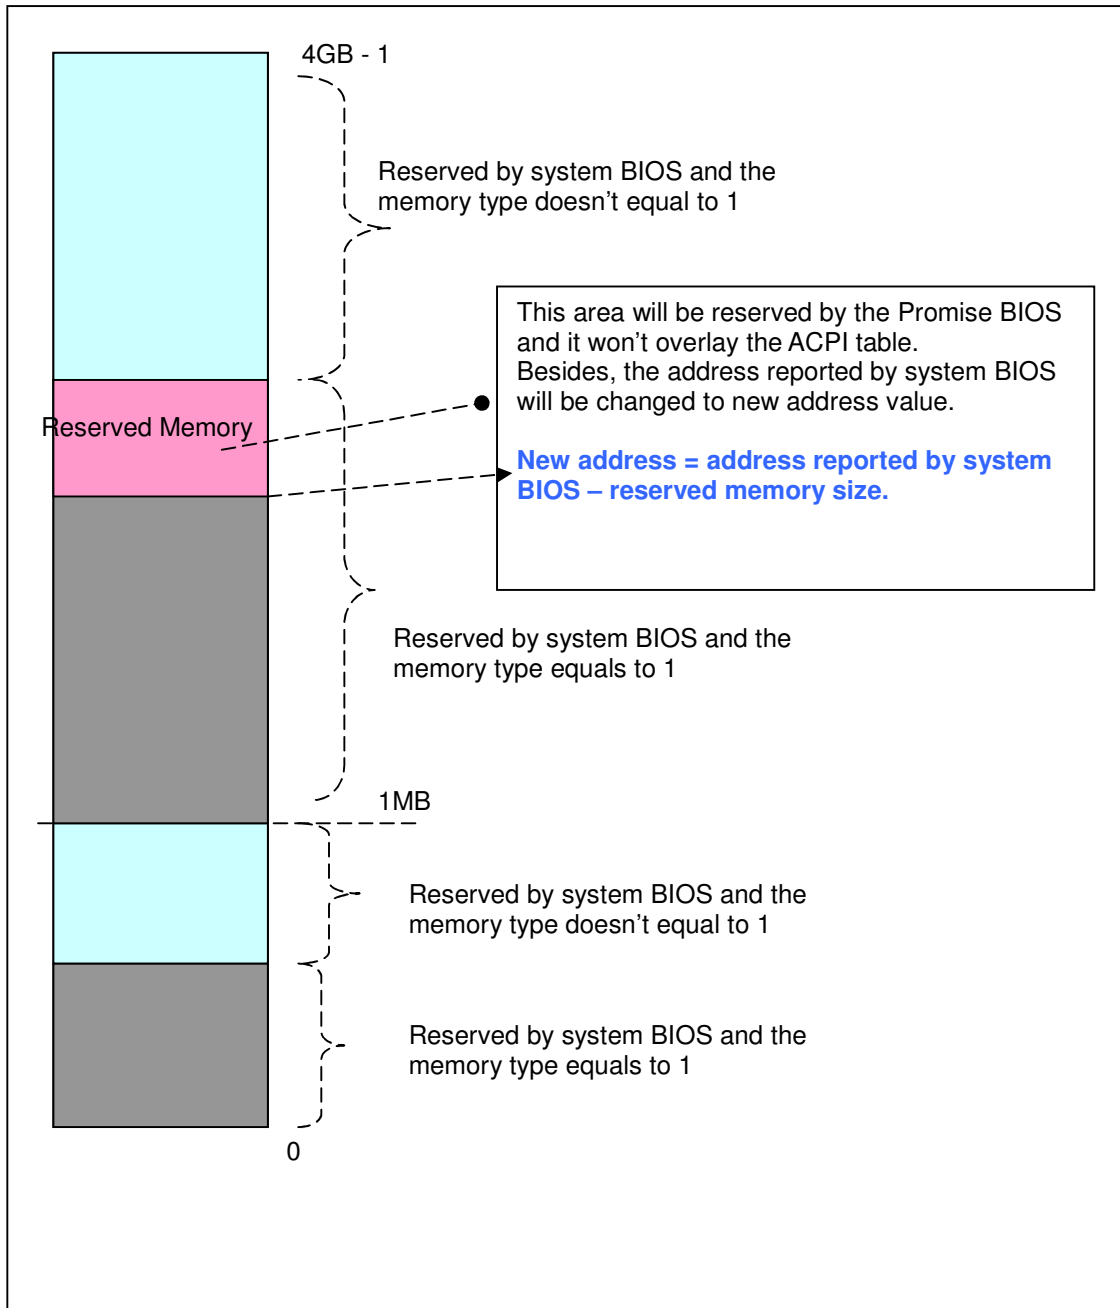 4GB - 1
Reserved by system BIOS and the
memory type doesn't equal to 1
This area will be reserved by the Promise BIOS
and it won't overlay the ACPI table.
Besides, the address reported by system BIOS
will be changed to new address value.
New address = address reported by system
BIOS – reserved memory size.
Reserved Memory
Reserved by system BIOS and the
memory type equals to 1
1MB
Reserved by system BIOS and the
memory type doesn't equal to 1
Reserved by system BIOS and the
memory type equals to 1
0